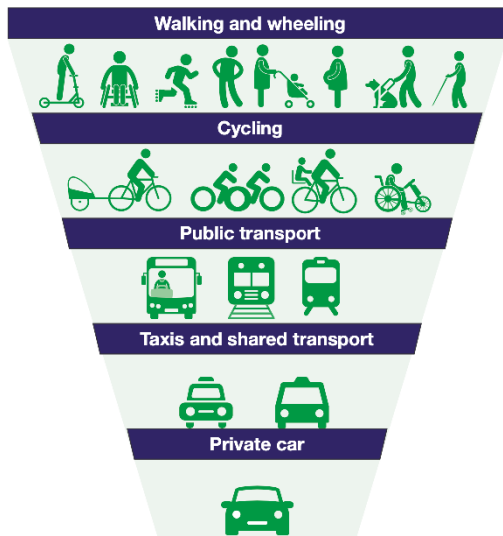 Walking and wheeling
Cycling
Public transport
Taxis and shared transport
Private car